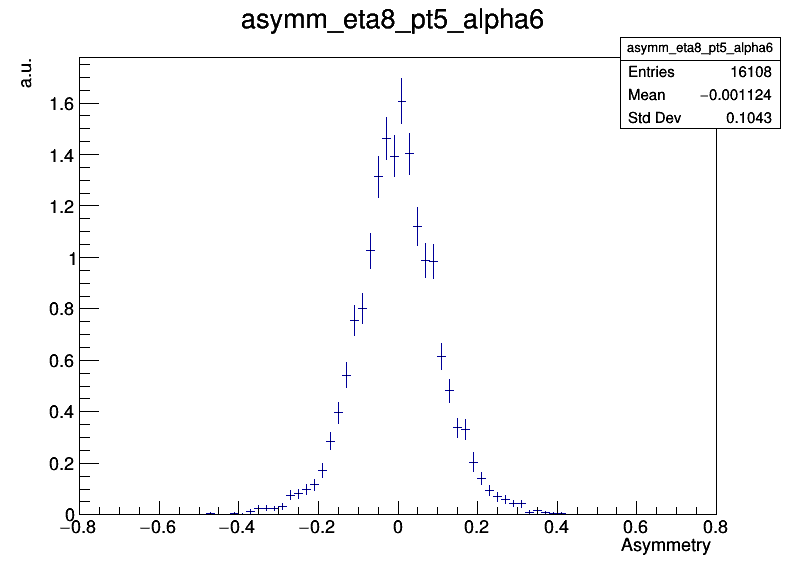 asymm_eta8_pt5_alpha6
a.u.
asymm_eta8_pt5_alpha6
Entries 16108
Mean −0.001124
Std Dev 0.1043
1.6
1.4
1.2
1
0.8
0.6
0.4
0.2
0
−0.8 −0.6 −0.4 −0.2 0 0.2 0.4 0.6 0.8
Asymmetry